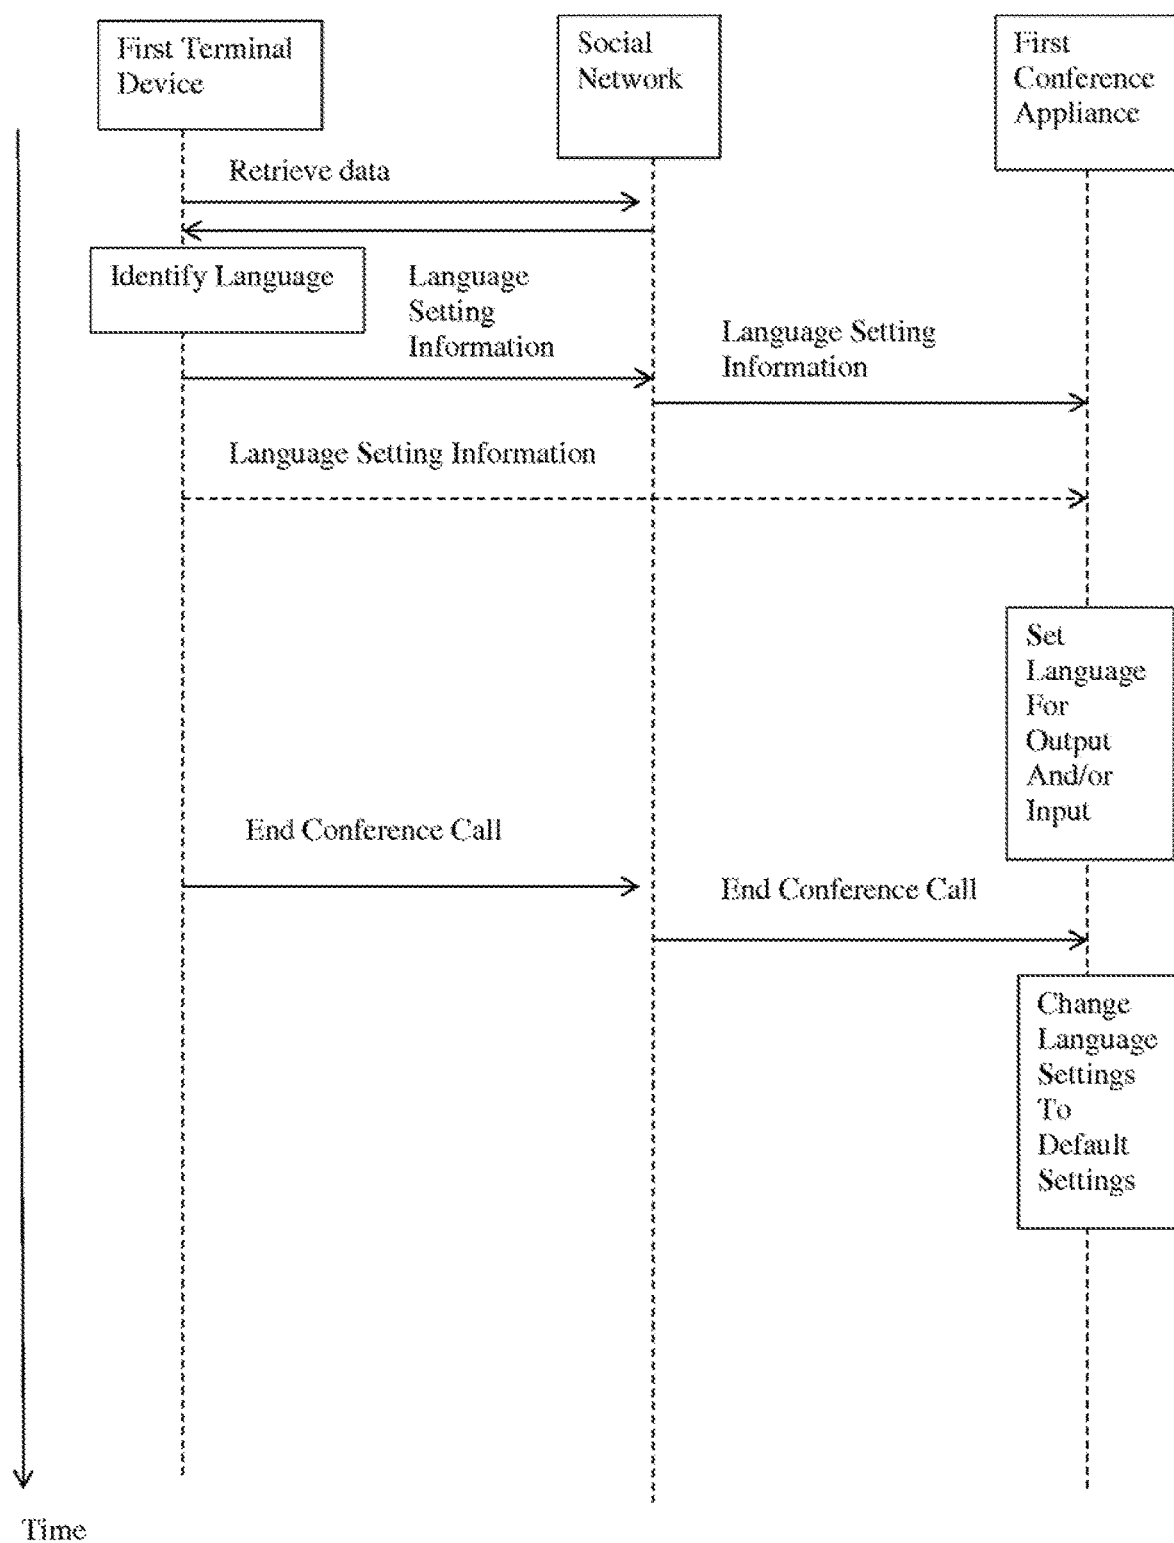 First Terminal
Device
Social
Network
First
Conference
Appliance
Retrieve data
Identify Language
Language
Setting
Information
Language Setting
Information
Language Setting Information
Set
Language
For
Output
And/or
Input
End Conference Call
End Conference Call
Change
Language
Settings
To
Default
Settings
Time